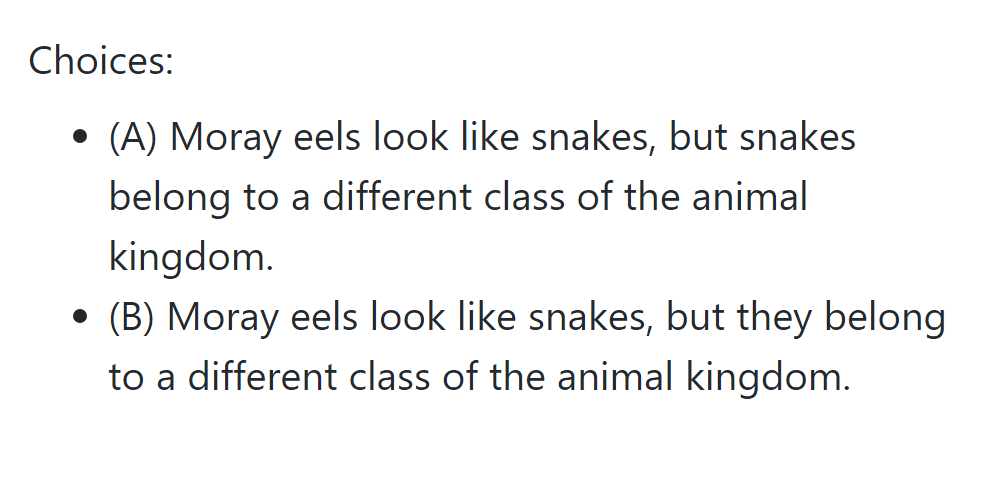 Choices:
• (A) Moray eels look like snakes, but snakes
belong to a different class of the animal
kingdom.
• (B) Moray eels look like snakes, but they belong
to a different class of the animal kingdom.